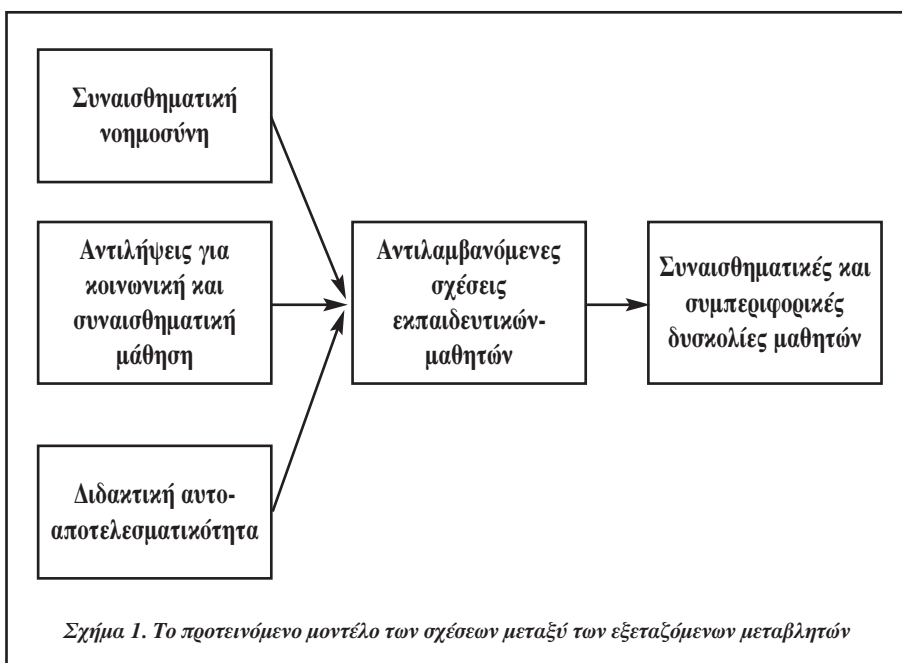 Συναισθηματική
νοημοσύνη
Αντιλήψεις για
κοινωνική και
συναισθηματική
μάθηση
Διδακτική αυτο-
αποτελεσματικότητα
Αντιλαμβανόμενες
σχέσεις
εκπαιδευτικών-
μαθητών
Συναισθηματικές και
συμπεριφορικές
δυσκολίες μαθητών
Σχήμα 1. Το προτεινόμενο μοντέλο των σχέσεων μεταξύ των εξεταζόμενων μεταβλητών